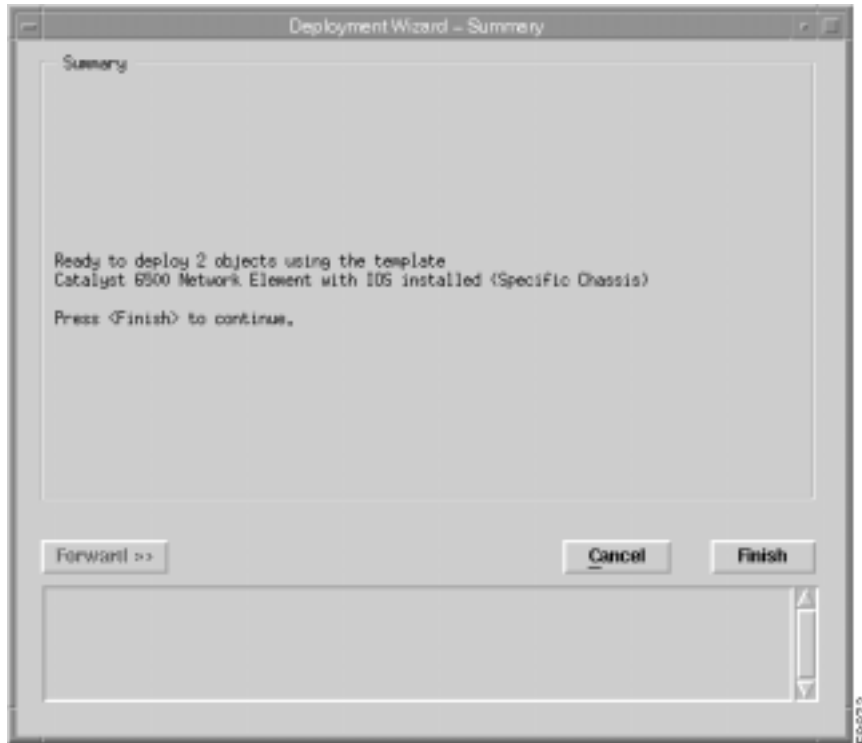 Deployment Wizard – Summary
Summary
Ready to deploy 2 objects using the template
Catalyst 6500 Network Element with IOS installed (Specific Chassis)
Press <Finish> to continue.
Forward >>
Cancel
Finish